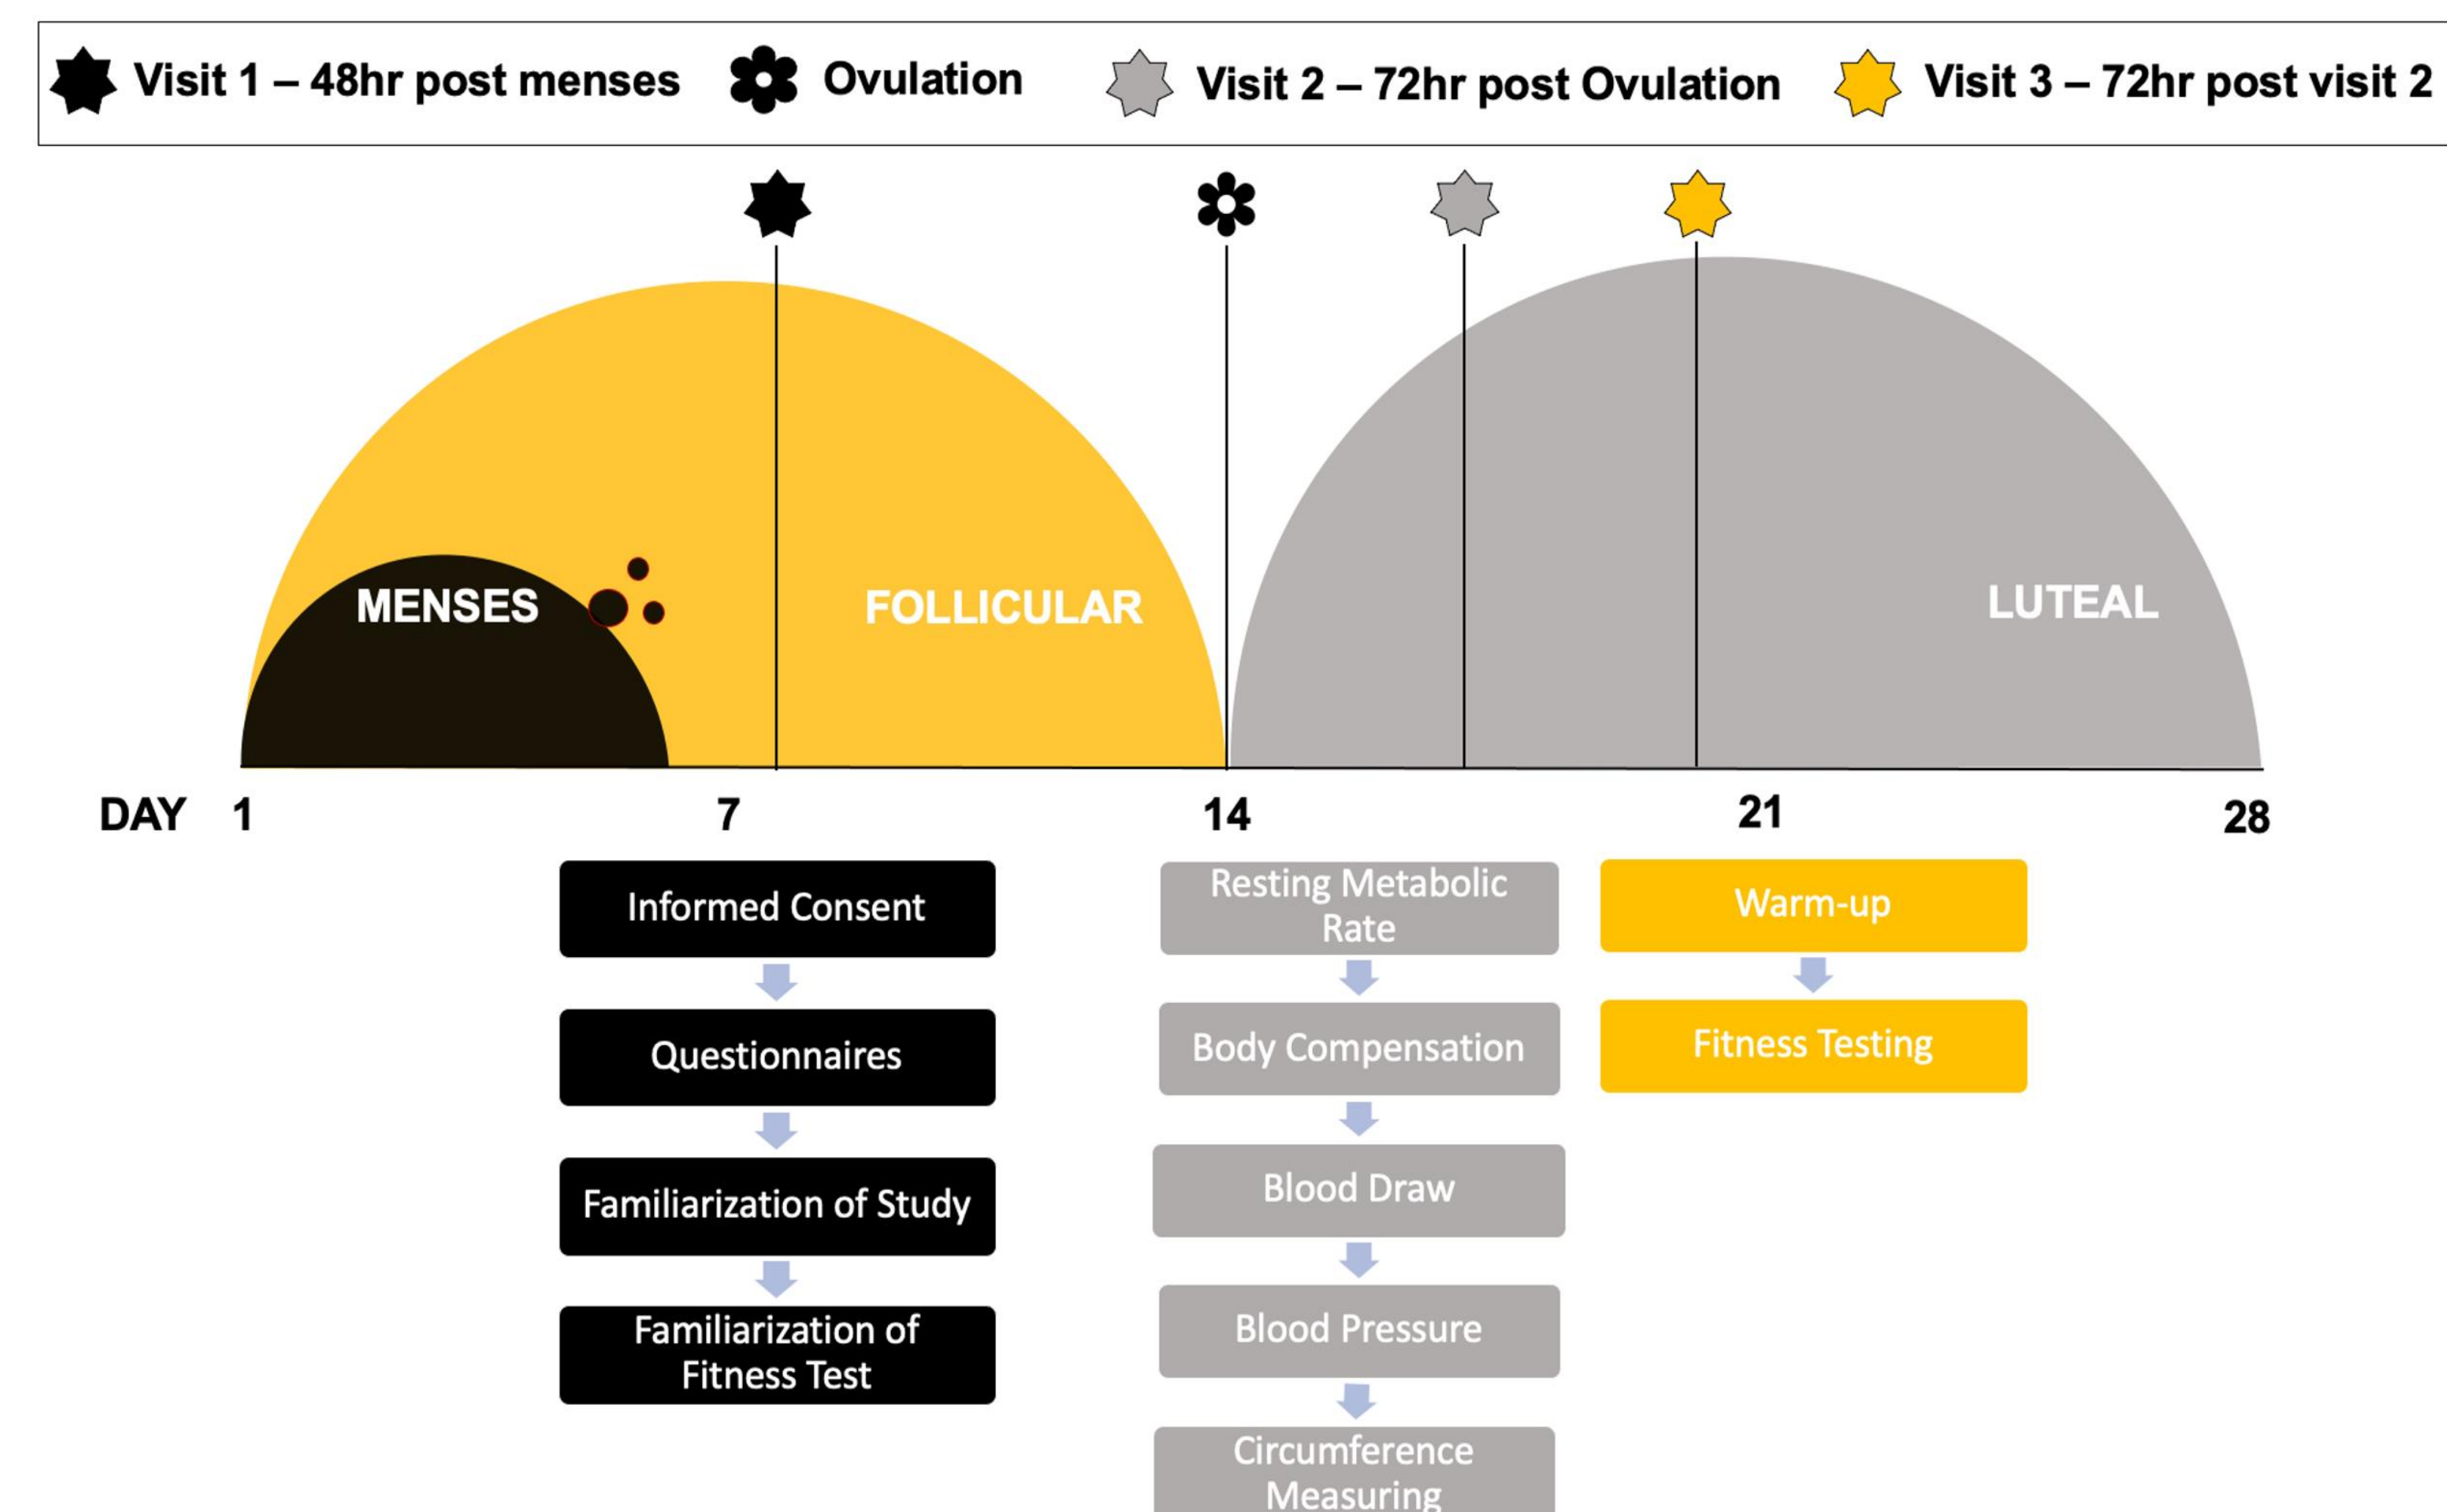 Visit 1 – 48hr post menses
Ovulation
Visit 2 – 72hr post Ovulation
Visit 3 – 72hr post visit 2
MENSES
FOLLICULAR
LUTEAL
DAY 1 7 14 21 28
Informed Consent
Questionnaires
Familiarization of Study
Familiarization of
Fitness Test
Resting Metabolic
Rate
Body Compensation
Blood Draw
Blood Pressure
Circumference
Measuring
Warm-up
Fitness Testing